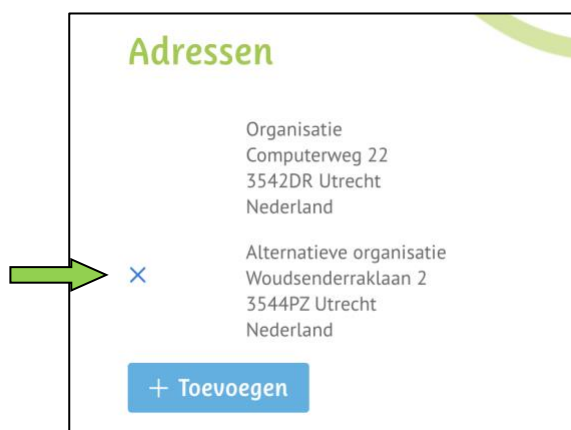 Adressen
Organisatie
Computerweg 22
3542DR Utrecht
Nederland
Alternatieve organisatie
Woudsenderraklaan 2
3544PZ Utrecht
Nederland
+ Toevoegen